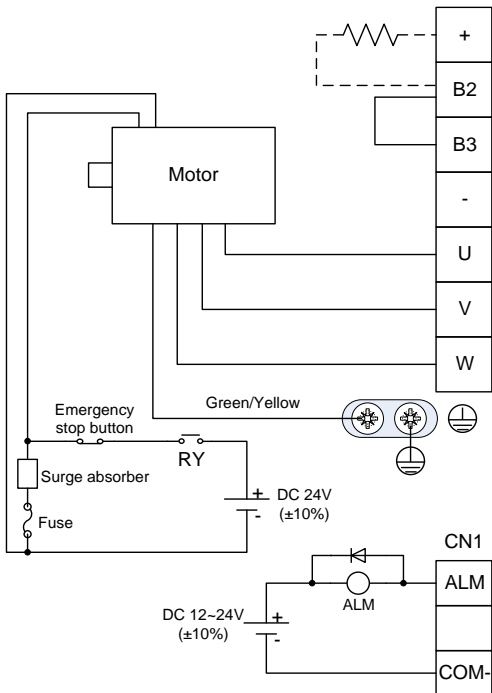 +
B2
B3
-
U
V
W
Motor
Green/Yellow
Emergency
stop button
RY
Surge absorber
Fuse
+
-
DC 24V
(±10%)
CN1
ALM
COM-
ALM
DC 12~24V
(±10%)
+
-